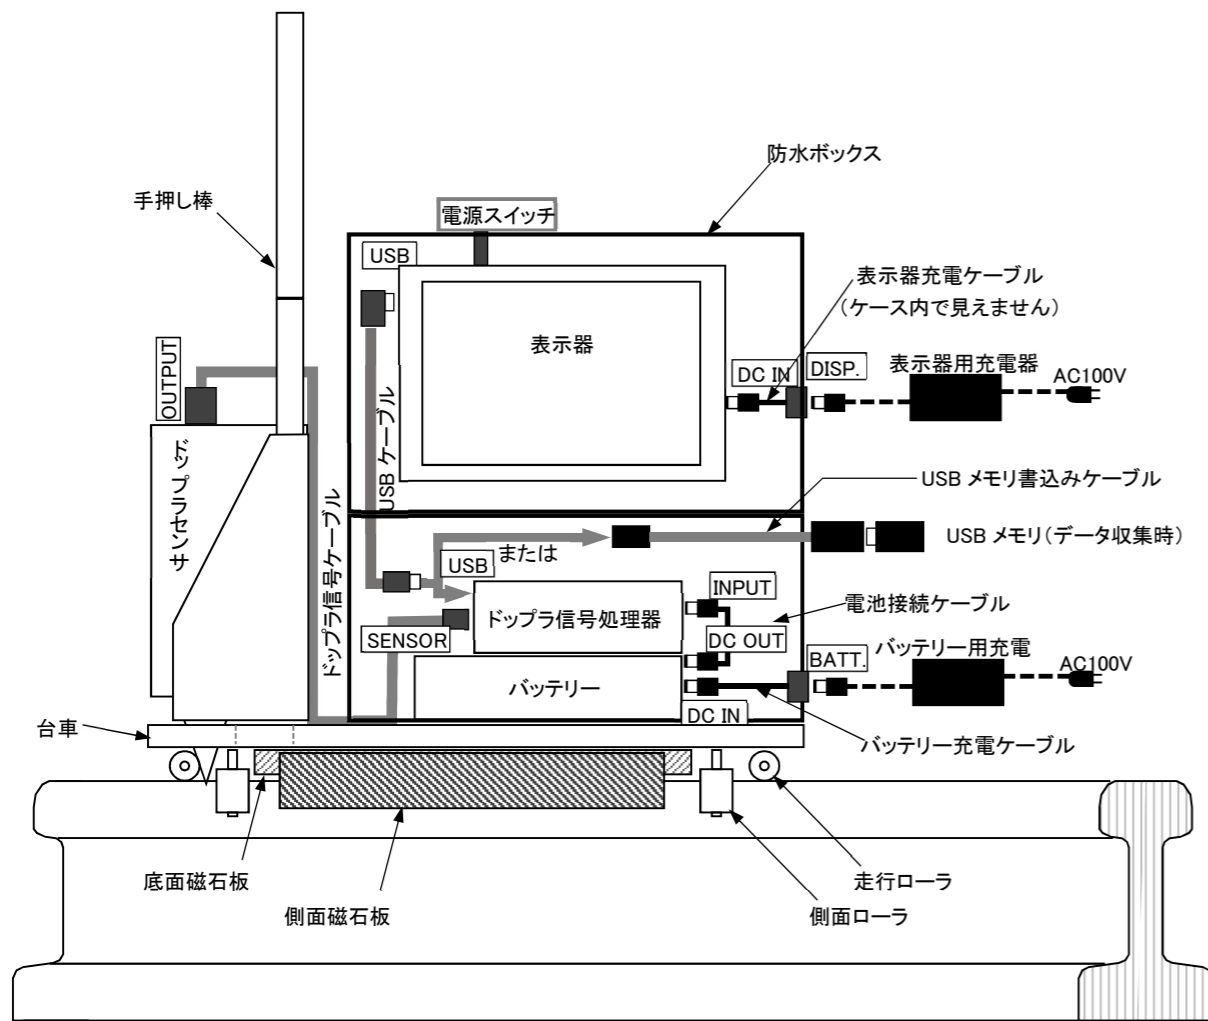 防水ボックス
手押し棒
電源スイッチ
USB
表示器充電ケーブル
(ケース内で見えません)
表示器
OUTPUT
DC IN
DISP.
表示器用充電器
AC100V
ドップラセンサ
USB ケーブル
ドップラ信号ケーブル
USB メモリ書込みケーブル
USB メモリ(データ収集時)
または
USB
INPUT
電池接続ケーブル
ドップラ信号処理器
SENSOR
DC OUT
BATT.
バッテリー用充電
AC100V
バッテリー
DC IN
台車
バッテリー充電ケーブル
底面磁石板
走行ローラ
側面磁石板
側面ローラ